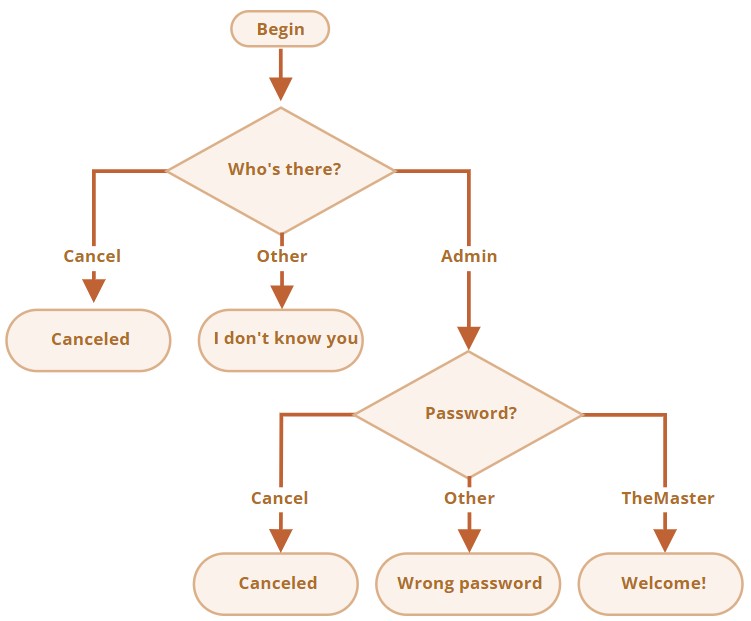 Begin
Who's there?
Cancel
Other
Admin
Canceled
I don't know you
Password?
Cancel
Other
TheMaster
Canceled
Wrong password
Welcome!